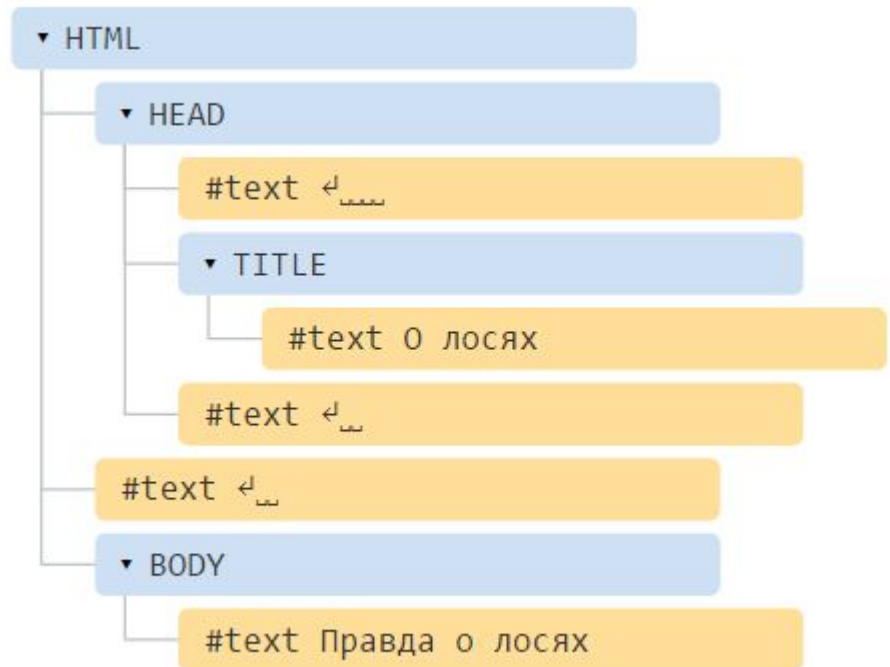 ▾ HTML
▾ HEAD
#text ↵␣␣␣␣
▾ TITLE
#text О лосях
#text ↵␣␣
#text ↵␣␣
▾ BODY
#text Правда о лосях